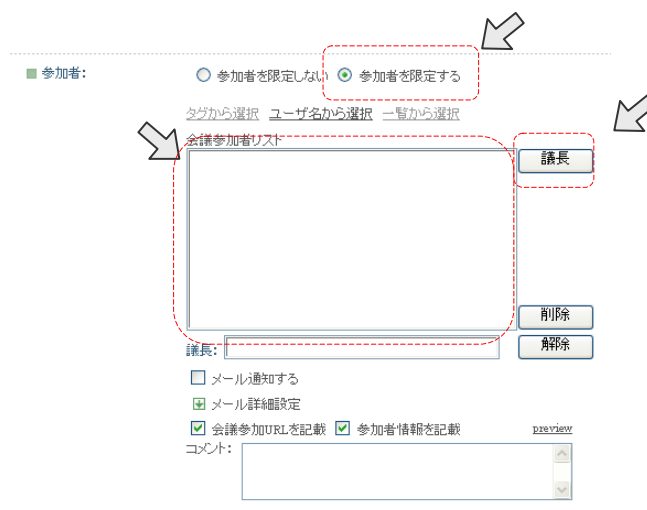 参加者:
参加者を限定しない 参加者を限定する
タグから選択 ユーザ名から選択 一覧から選択
会議参加者リスト
議長
削除
議長: 解除
メール通知する
メール詳細設定
会議参加URLを記載 参加者情報を記載 preview
コメント: